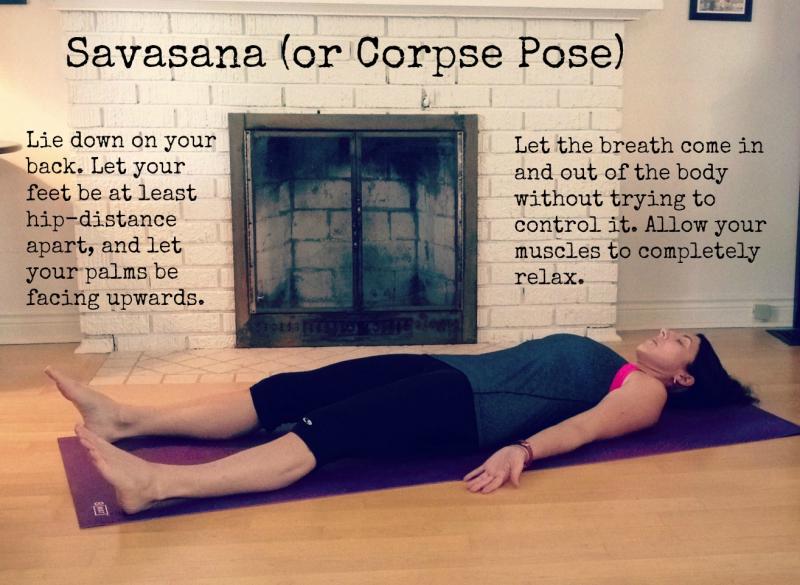 Savasana (or Corpse Pose)
Lie down on your
back. Let your
feet be at least
hip-distance
apart, and let
your palms be
facing upwards.
Let the breath come in
and out of the body
without trying to
control it. Allow your
muscles to completely
relax.